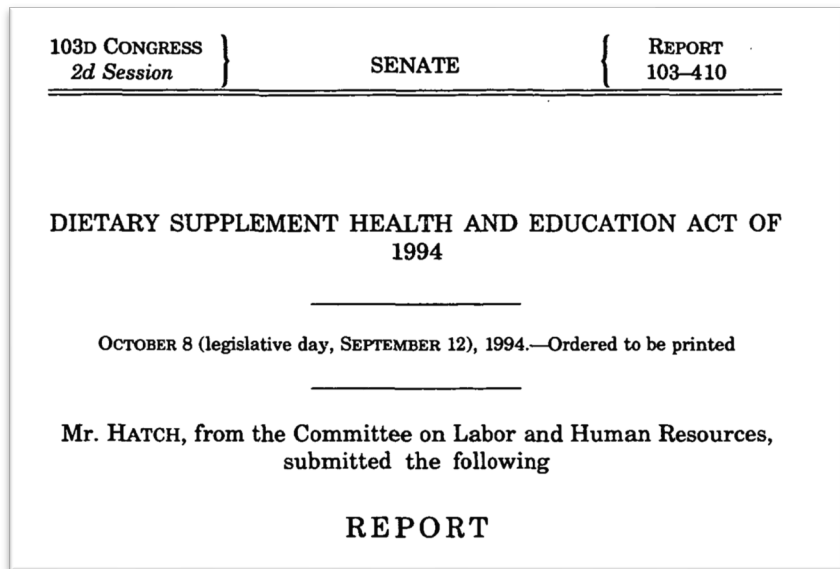 103D CONGRESS
2d Session
SENATE
REPORT
103–410
DIETARY SUPPLEMENT HEALTH AND EDUCATION ACT OF
1994
OCTOBER 8 (legislative day, SEPTEMBER 12), 1994.—Ordered to be printed
Mr. HATCH, from the Committee on Labor and Human Resources,
submitted the following
REPORT